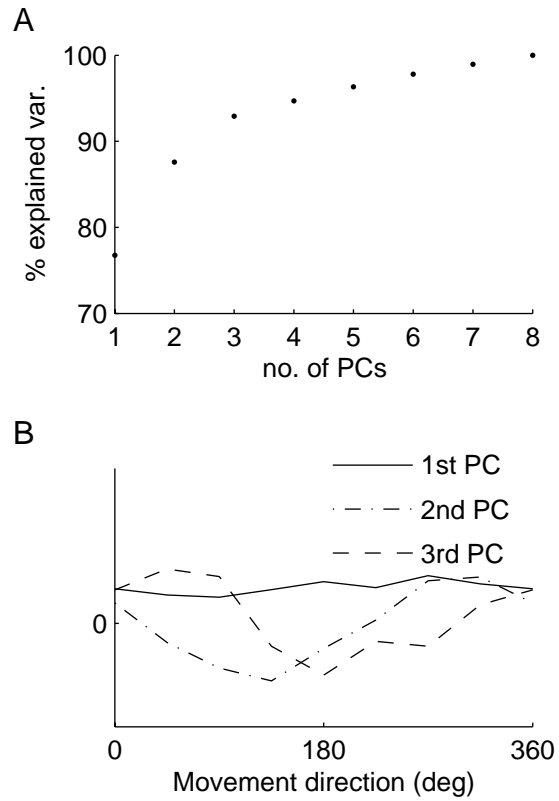 A
100
90
80
70
% explained var.
1 2 3 4 5 6 7 8
no. of PCs
B
1st PC
2nd PC
3rd PC
0
0 180 360
Movement direction (deg)